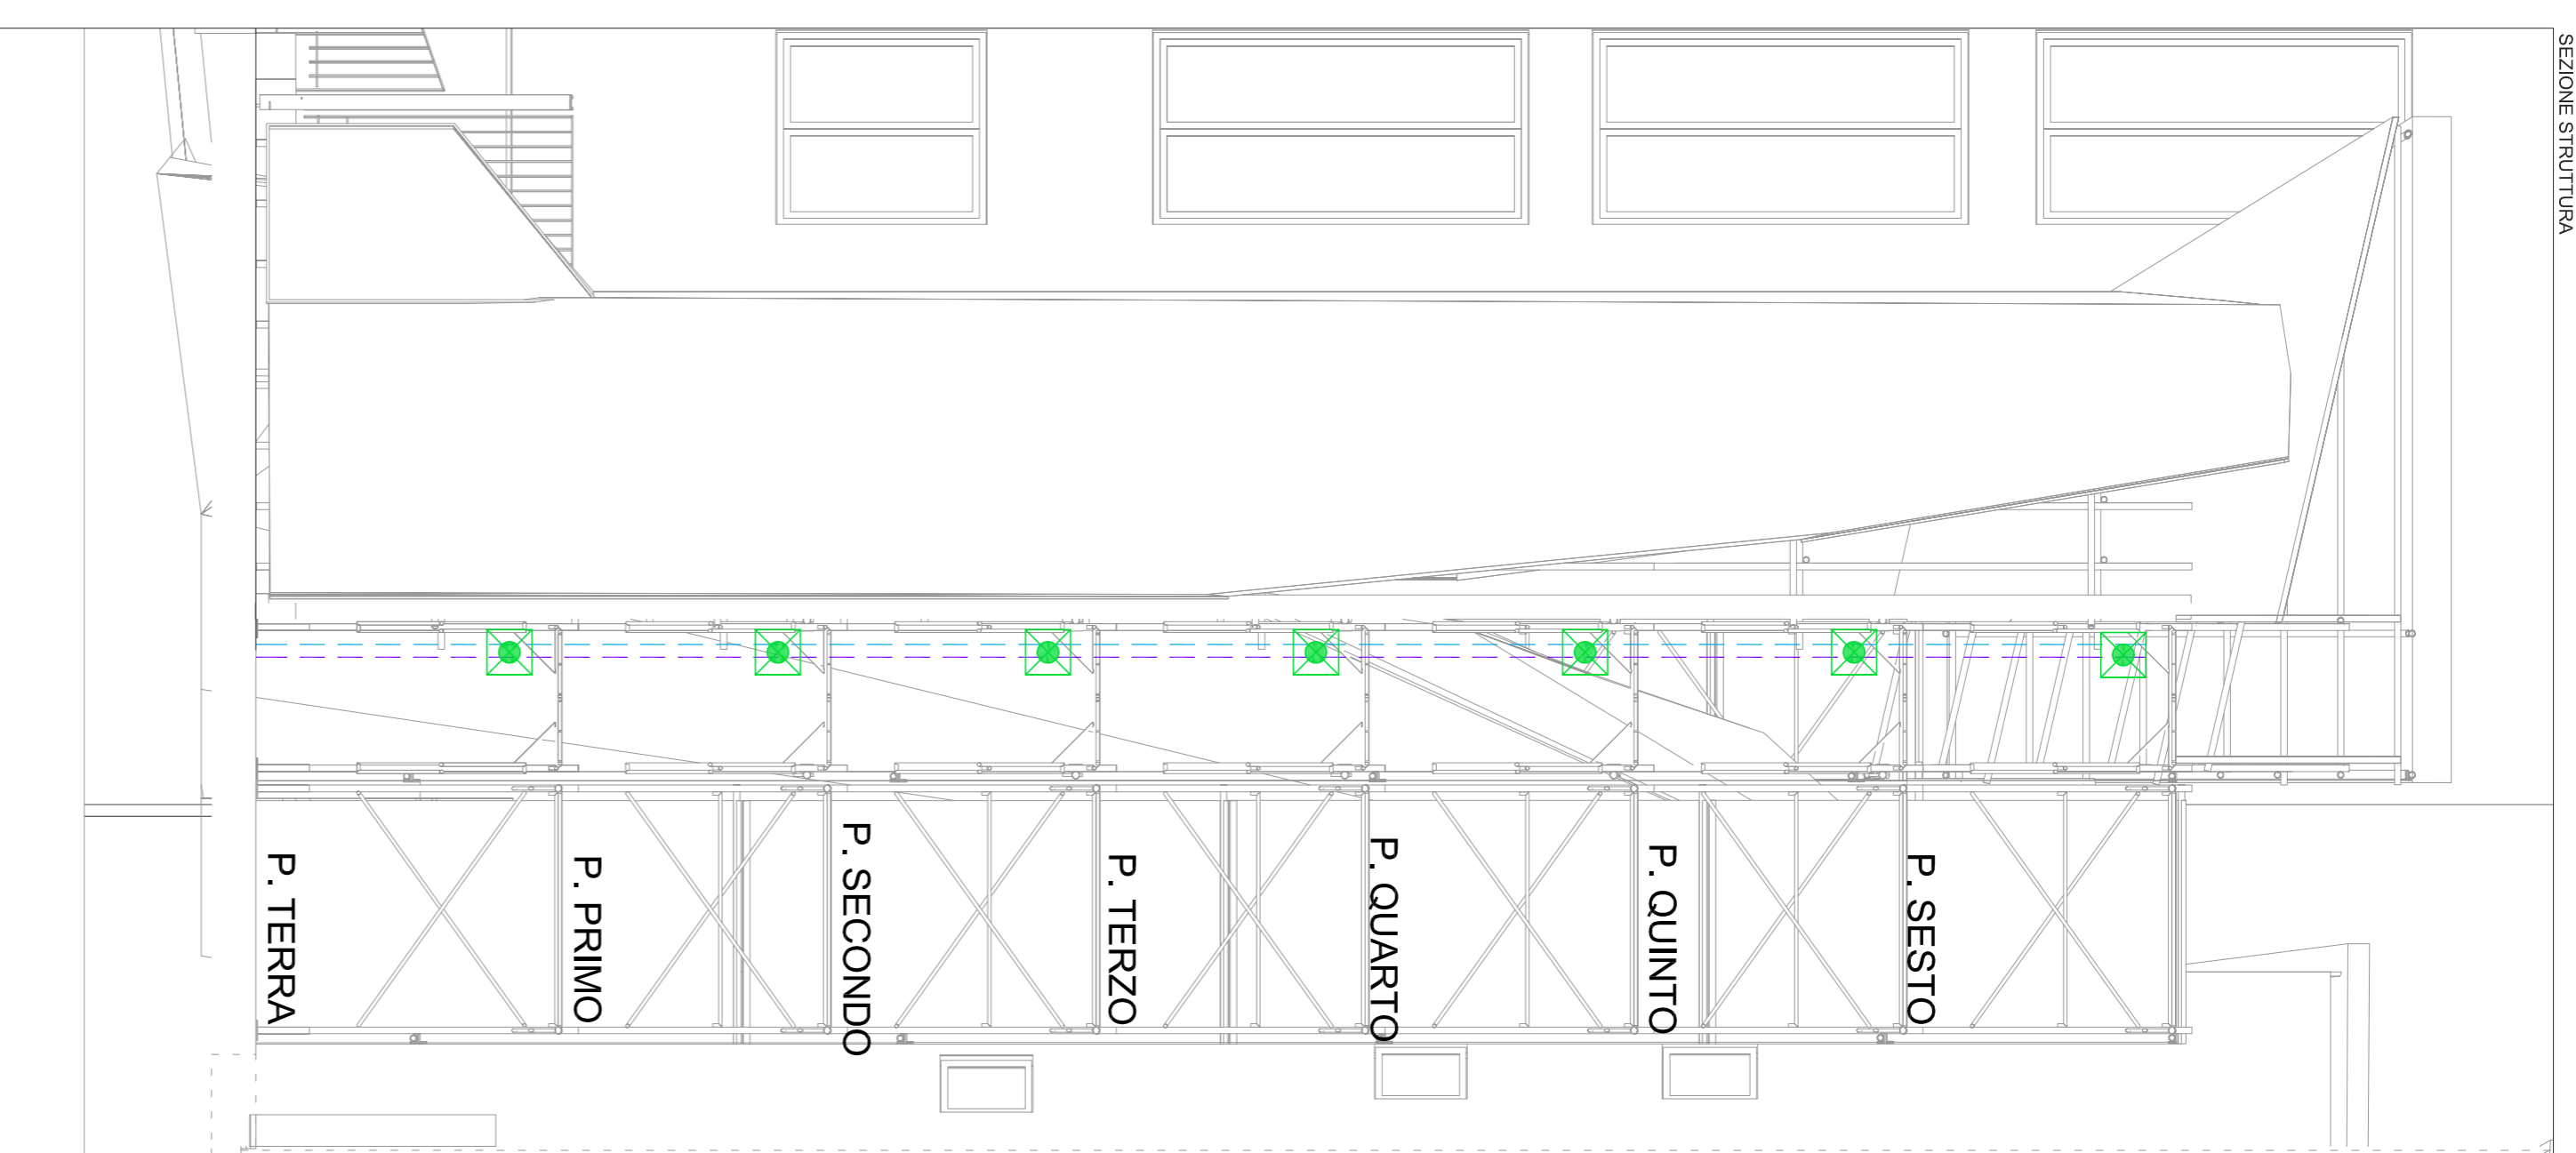 SEZIONE STRUTTURA
P. TERRA
P. PRIMO
P. SECONDO
P. TERZO
P. QUARTO
P. QUINTO
P. SESTO